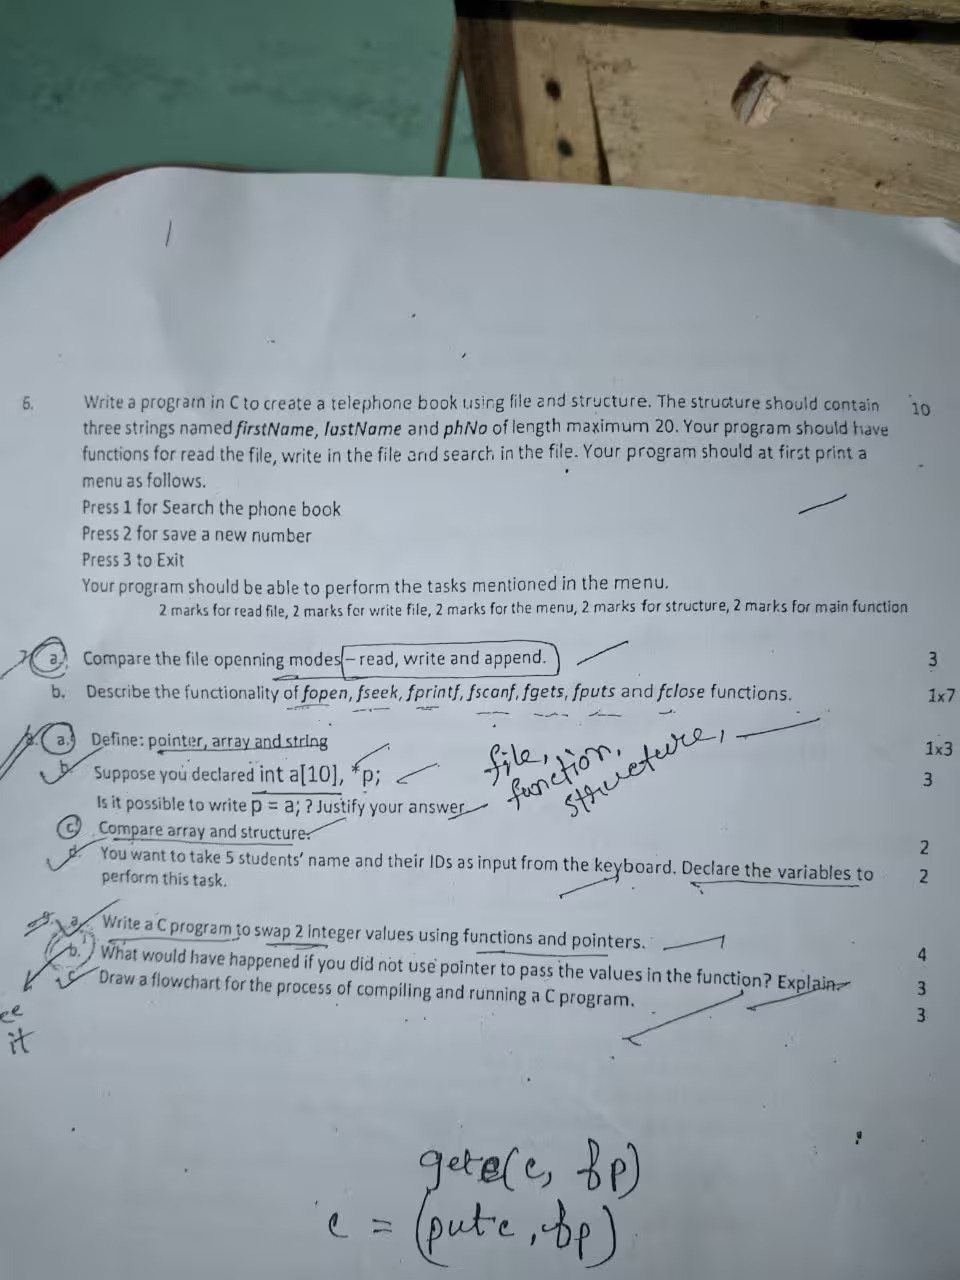 6. Write a program in C to create a telephone book using file and structure. The structure should contain 10
three strings named firstName, lastName and phNo of length maximum 20. Your program should have
functions for read the file, write in the file and search in the file. Your program should at first print a
menu as follows.
Press 1 for Search the phone book
Press 2 for save a new number
Press 3 to Exit
Your program should be able to perform the tasks mentioned in the menu.
2 marks for read file, 2 marks for write file, 2 marks for the menu, 2 marks for structure, 2 marks for main function
a. Compare the file openning modes – read, write and append. 3
b. Describe the functionality of fopen, fseek, fprintf, fscanf, fgets, fputs and fclose functions. 1x7
a. Define: pointer, array and string 1x3
file,
function,
structure,
b. Suppose you declared int a[10], *p; 3
Is it possible to write p = a; ? Justify your answer
c Compare array and structure. 2
d. You want to take 5 students' name and their IDs as input from the keyboard. Declare the variables to 2
perform this task.
a. Write a C program to swap 2 integer values using functions and pointers. 4
b. What would have happened if you did not use pointer to pass the values in the function? Explain 3
c Draw a flowchart for the process of compiling and running a C program. 3
it
getc(c, fp)
c = (putc, fp)